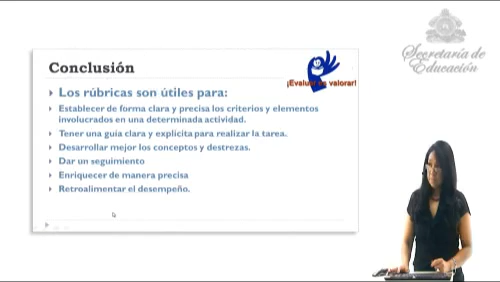 Secretaría de
Educación
Conclusión
¡Evaluar es valorar!
Los rúbricas son útiles para:
Establecer de forma clara y precisa los criterios y elementos
involucrados en una determinada actividad.
Tener una guía clara y explícita para realizar la tarea.
Desarrollar mejor los conceptos y destrezas.
Dar un seguimiento
Enriquecer de manera precisa
Retroalimentar el desempeño.